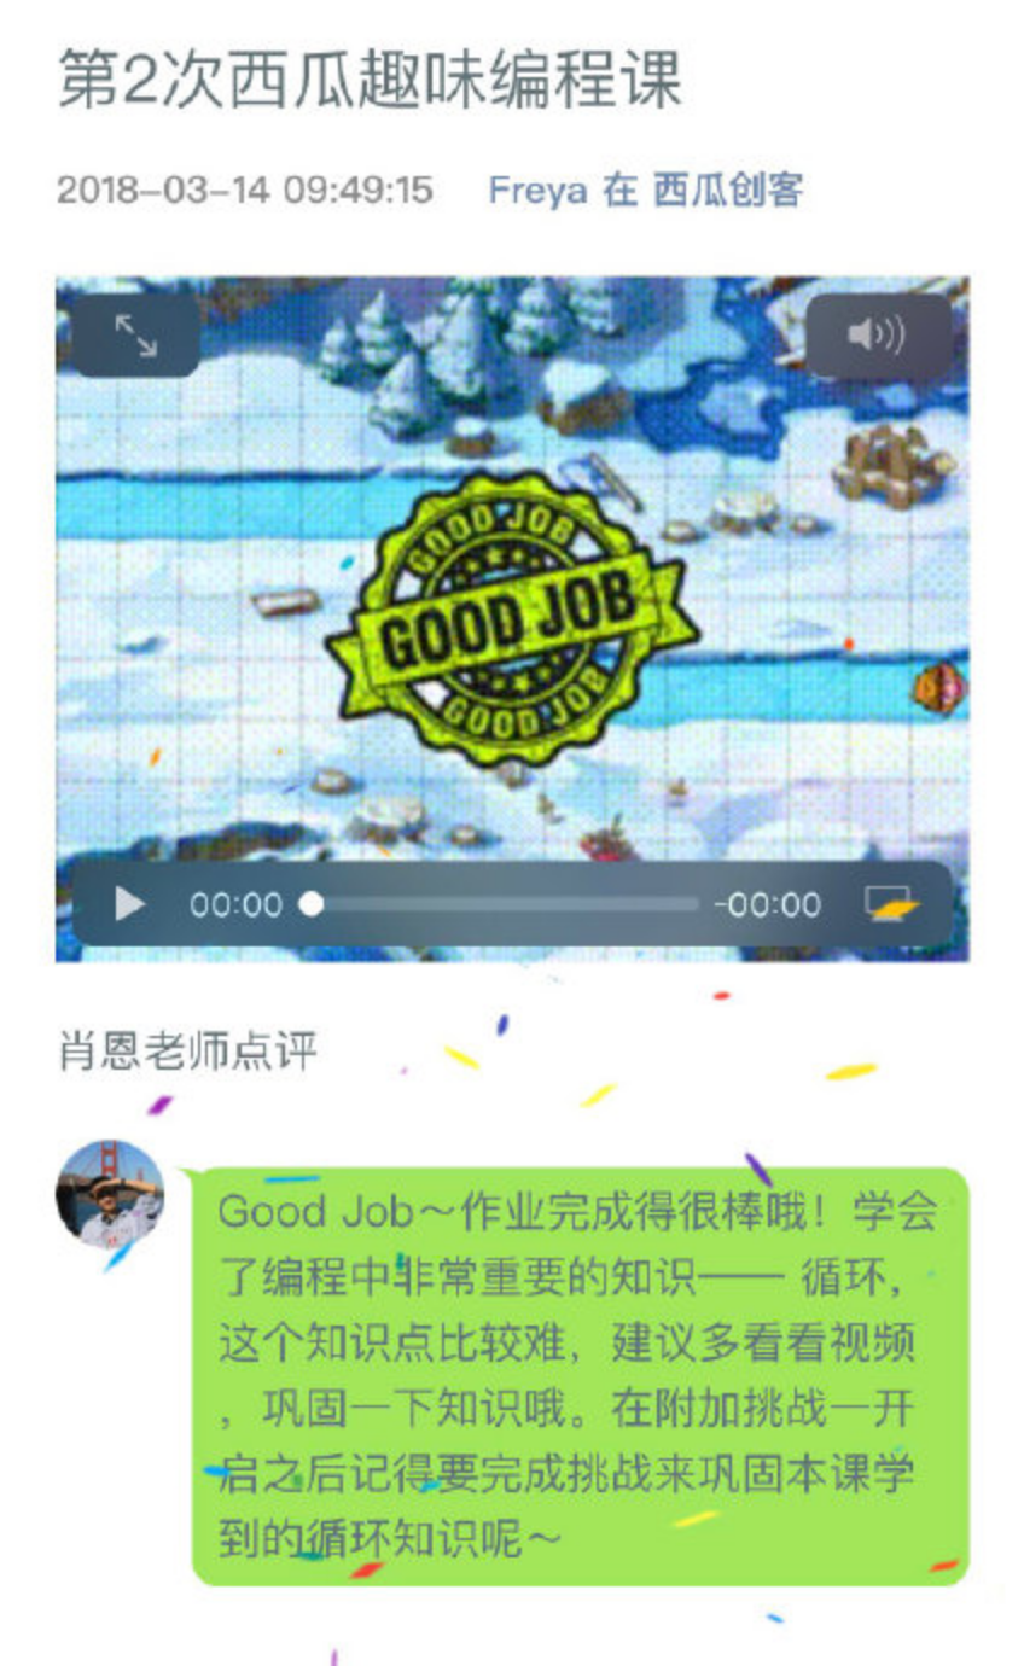 第2次西瓜趣味编程课
2018-03-14 09:49:15 Freya 在 西瓜创客
GOOD JOB
GOOD JOB
GOOD JOB
00:00 -00:00
肖恩老师点评
Good Job～作业完成得很棒哦！学会
了编程中非常重要的知识—— 循环，
这个知识点比较难，建议多看看视频
，巩固一下知识哦。在附加挑战一开
启之后记得要完成挑战来巩固本课学
到的循环知识呢～